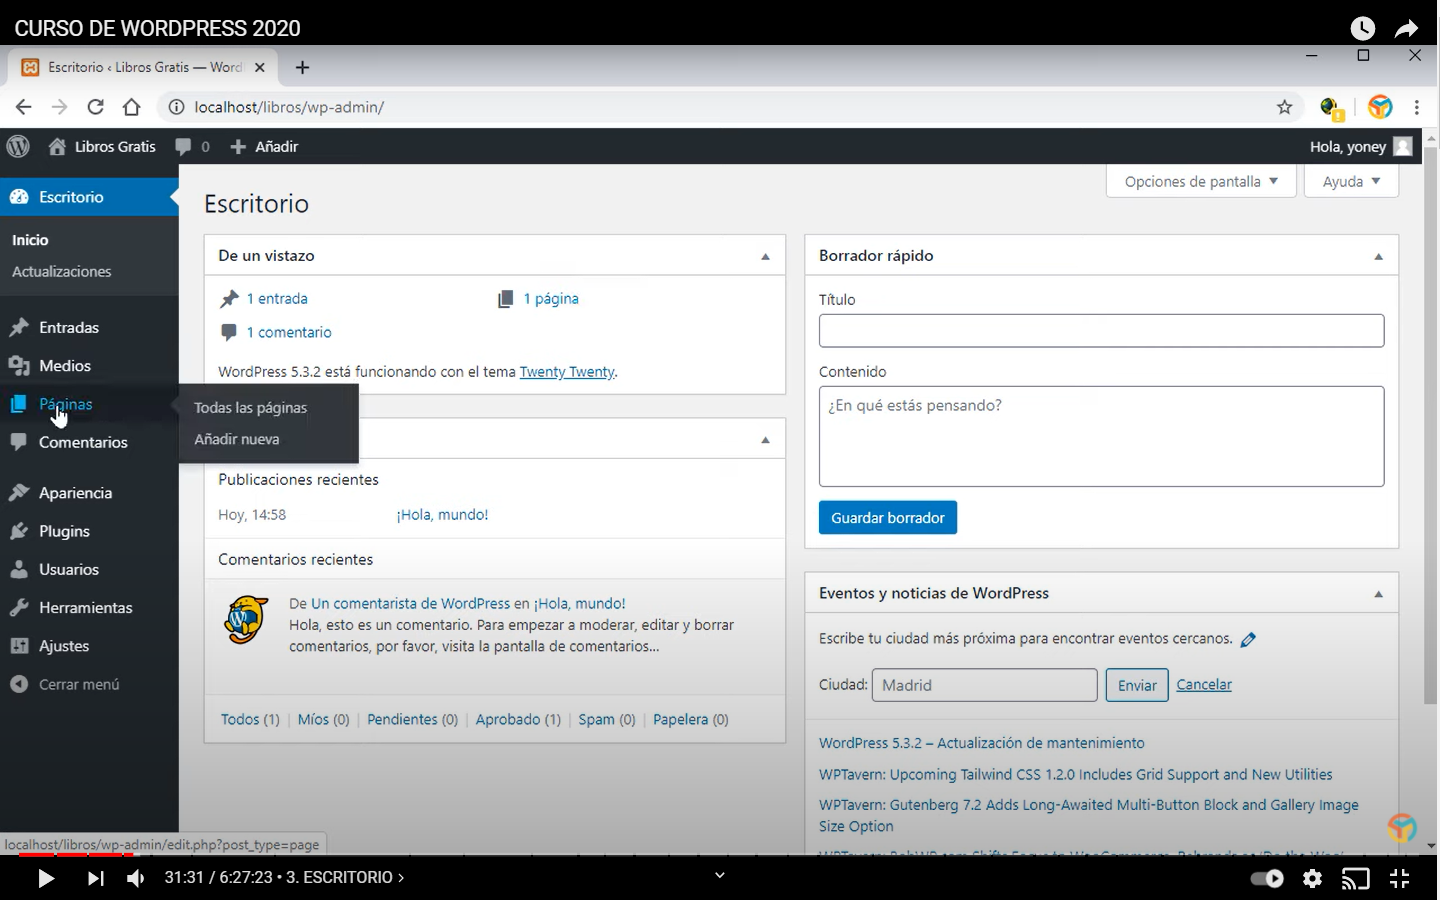 CURSO DE WORDPRESS 2020
Escritorio ‹ Libros Gratis — Word
localhost/libros/wp-admin/
Libros Gratis
0
Añadir
Hola, yoney
Escritorio
Inicio
Actualizaciones
Entradas
Medios
Páginas
Comentarios
Apariencia
Plugins
Usuarios
Herramientas
Ajustes
Cerrar menú
Todas las páginas
Añadir nueva
Opciones de pantalla
Ayuda
Escritorio
De un vistazo
1 entrada
1 página
1 comentario
WordPress 5.3.2 está funcionando con el tema Twenty Twenty.
Publicaciones recientes
Hoy, 14:58
¡Hola, mundo!
Comentarios recientes
De Un comentarista de WordPress en ¡Hola, mundo!
Hola, esto es un comentario. Para empezar a moderar, editar y borrar
comentarios, por favor, visita la pantalla de comentarios...
Todos (1) | Míos (0) | Pendientes (0) | Aprobado (1) | Spam (0) | Papelera (0)
Borrador rápido
Título
Contenido
¿En qué estás pensando?
Guardar borrador
Eventos y noticias de WordPress
Escribe tu ciudad más próxima para encontrar eventos cercanos.
Ciudad: Madrid Enviar Cancelar
WordPress 5.3.2 – Actualización de mantenimiento
WPTavern: Upcoming Tailwind CSS 1.2.0 Includes Grid Support and New Utilities
WPTavern: Gutenberg 7.2 Adds Long-Awaited Multi-Button Block and Gallery Image
Size Option
localhost/libros/wp-admin/edit.php?post_type=page
31:31 / 6:27:23 • 3. ESCRITORIO ›